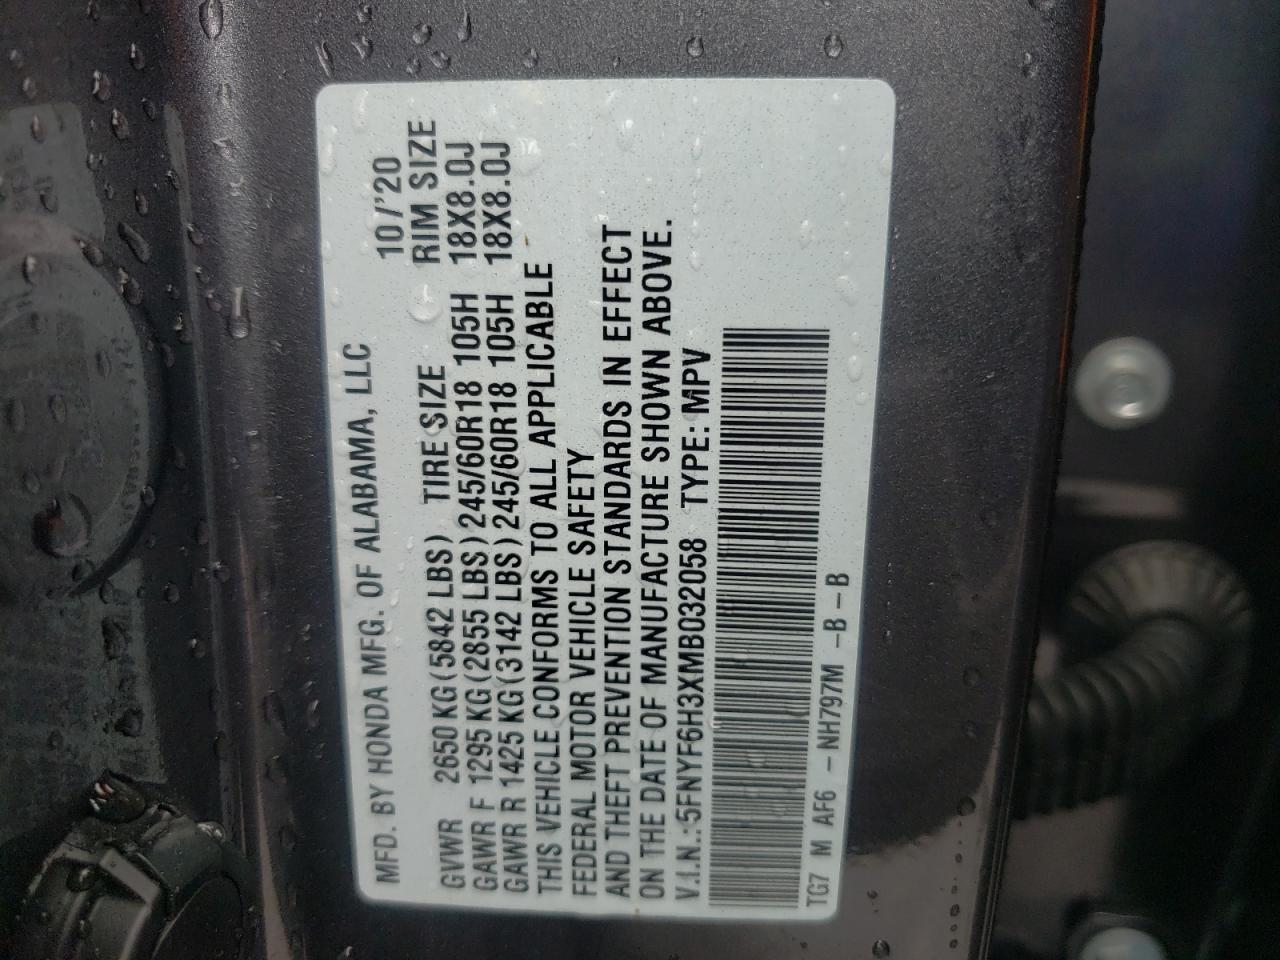 MFD. BY HONDA MFG. OF ALABAMA, LLC 10/'20
GVWR 2650 KG(5842 LBS) TIRE SIZE RIM SIZE
GAWR F 1295 KG(2855 LBS) 245/60R18 105H 18X8.0J
GAWR R 1425 KG(3142 LBS) 245/60R18 105H 18X8.0J
THIS VEHICLE CONFORMS TO ALL APPLICABLE
FEDERAL MOTOR VEHICLE SAFETY
AND THEFT PREVENTION STANDARDS IN EFFECT
ON THE DATE OF MANUFACTURE SHOWN ABOVE.
V.I.N.:5FNYF6H3XMB032058 TYPE: MPV
TG7 M AF6 -NH797M -B-B